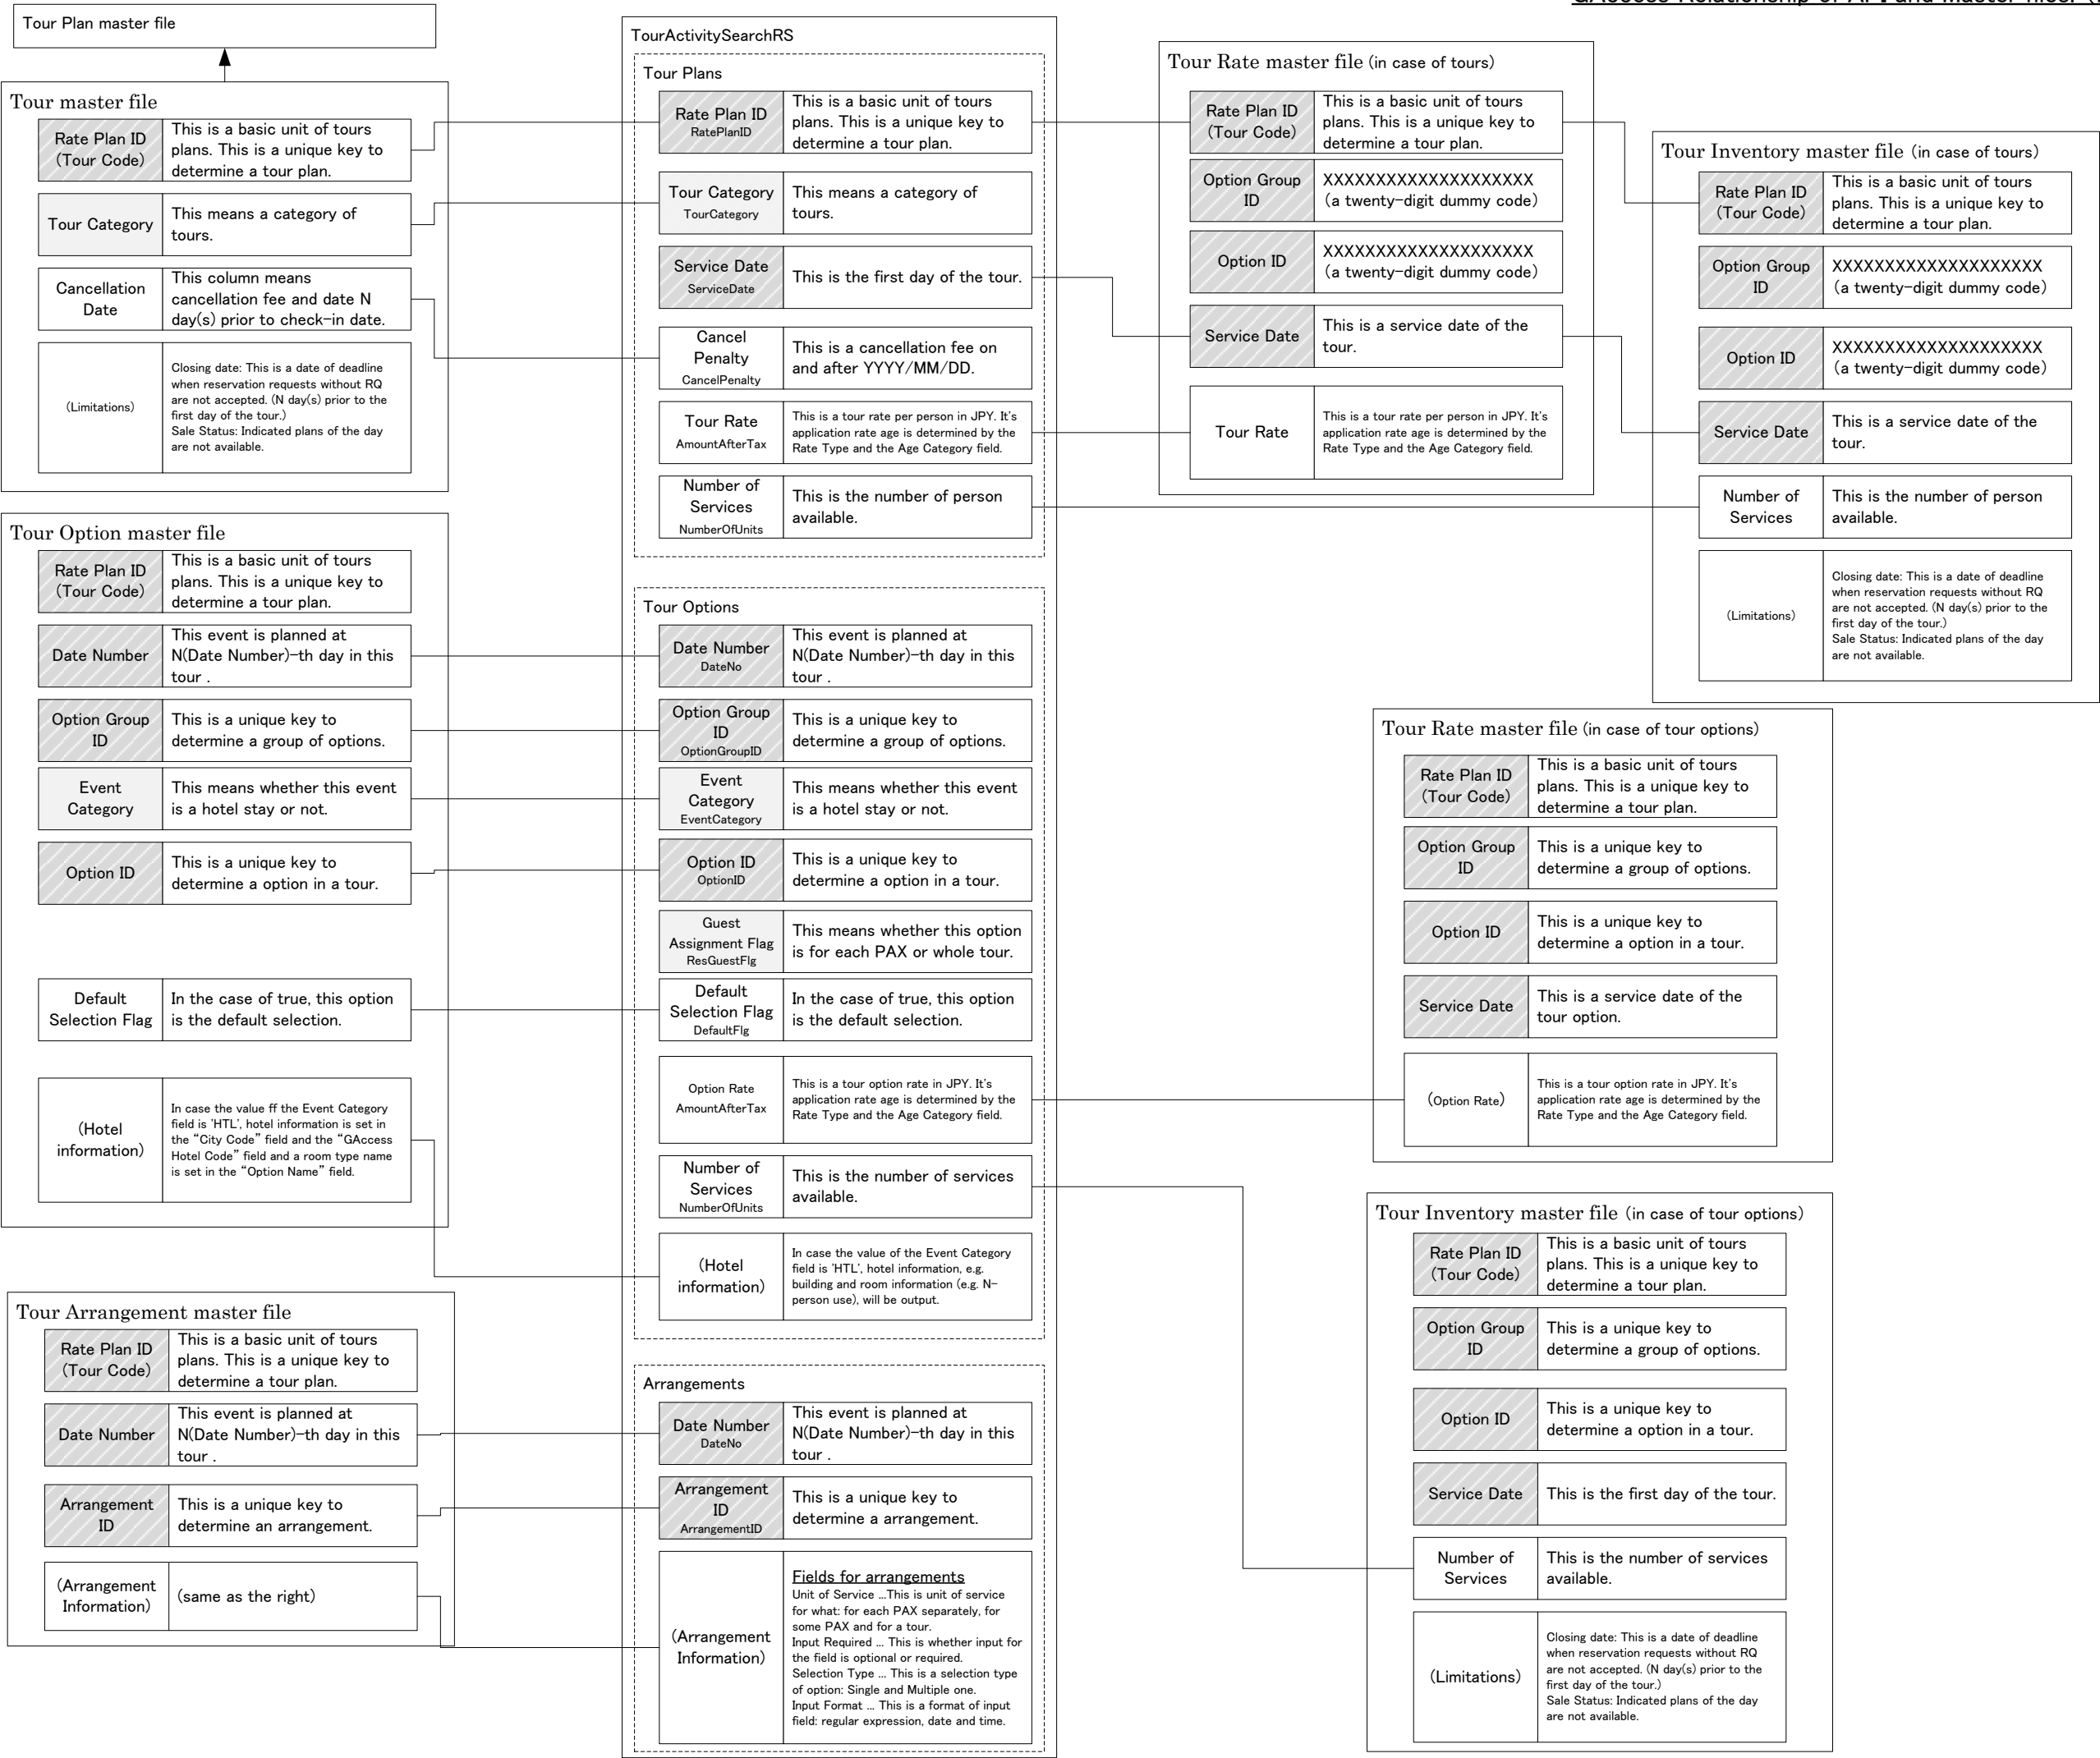 GAccess Relationship of API and Master files. (
Tour Plan master file
Tour master file
Rate Plan ID
(Tour Code)
This is a basic unit of tours
plans. This is a unique key to
determine a tour plan.
Tour Category
This means a category of
tours.
Cancellation
Date
This column means
cancellation fee and date N
day(s) prior to check-in date.
(Limitations)
Closing date: This is a date of deadline
when reservation requests without RQ
are not accepted. (N day(s) prior to the
first day of the tour.)
Sale Status: Indicated plans of the day
are not available.
Tour Option master file
Rate Plan ID
(Tour Code)
This is a basic unit of tours
plans. This is a unique key to
determine a tour plan.
Date Number
This event is planned at
N(Date Number)-th day in this
tour .
Option Group
ID
This is a unique key to
determine a group of options.
Event
Category
This means whether this event
is a hotel stay or not.
Option ID
This is a unique key to
determine a option in a tour.
Default
Selection Flag
In the case of true, this option
is the default selection.
(Hotel
information)
In case the value ff the Event Category
field is 'HTL', hotel information is set in
the “City Code” field and the “GAccess
Hotel Code” field and a room type name
is set in the “Option Name” field.
Tour Arrangement master file
Rate Plan ID
(Tour Code)
This is a basic unit of tours
plans. This is a unique key to
determine a tour plan.
Date Number
This event is planned at
N(Date Number)-th day in this
tour .
Arrangement
ID
This is a unique key to
determine an arrangement.
(Arrangement
Information)
(same as the right)
TourActivitySearchRS
Tour Plans
Rate Plan ID
RatePlanID
This is a basic unit of tours
plans. This is a unique key to
determine a tour plan.
Tour Category
TourCategory
This means a category of
tours.
Service Date
ServiceDate
This is the first day of the tour.
Cancel
Penalty
CancelPenalty
This is a cancellation fee on
and after YYYY/MM/DD.
Tour Rate
AmountAfterTax
This is a tour rate per person in JPY. It's
application rate age is determined by the
Rate Type and the Age Category field.
Number of
Services
NumberOfUnits
This is the number of person
available.
Tour Options
Date Number
DateNo
This event is planned at
N(Date Number)-th day in this
tour .
Option Group
ID
OptionGroupID
This is a unique key to
determine a group of options.
Event
Category
EventCategory
This means whether this event
is a hotel stay or not.
Option ID
OptionID
This is a unique key to
determine a option in a tour.
Guest
Assignment Flag
ResGuestFlg
This means whether this option
is for each PAX or whole tour.
Default
Selection Flag
DefaultFlg
In the case of true, this option
is the default selection.
Option Rate
AmountAfterTax
This is a tour option rate in JPY. It's
application rate age is determined by the
Rate Type and the Age Category field.
Number of
Services
NumberOfUnits
This is the number of services
available.
(Hotel
information)
In case the value of the Event Category
field is 'HTL', hotel information, e.g.
building and room information (e.g. N-
person use), will be output.
Arrangements
Date Number
DateNo
This event is planned at
N(Date Number)-th day in this
tour .
Arrangement
ID
ArrangementID
This is a unique key to
determine a arrangement.
(Arrangement
Information)
Fields for arrangements
Unit of Service ...This is unit of service
for what: for each PAX separately, for
some PAX and for a tour.
Input Required ... This is whether input for
the field is optional or required.
Selection Type ... This is a selection type
of option: Single and Multiple one.
Input Format ... This is a format of input
field: regular expression, date and time.
Tour Rate master file (in case of tours)
Rate Plan ID
(Tour Code)
This is a basic unit of tours
plans. This is a unique key to
determine a tour plan.
Option Group
ID
XXXXXXXXXXXXXXXXXXXX
(a twenty-digit dummy code)
Option ID
XXXXXXXXXXXXXXXXXXXX
(a twenty-digit dummy code)
Service Date
This is a service date of the
tour.
Tour Rate
This is a tour rate per person in JPY. It's
application rate age is determined by the
Rate Type and the Age Category field.
Tour Inventory master file (in case of tours)
Rate Plan ID
(Tour Code)
This is a basic unit of tours
plans. This is a unique key to
determine a tour plan.
Option Group
ID
XXXXXXXXXXXXXXXXXXXX
(a twenty-digit dummy code)
Option ID
XXXXXXXXXXXXXXXXXXXX
(a twenty-digit dummy code)
Service Date
This is a service date of the
tour.
Number of
Services
This is the number of person
available.
(Limitations)
Closing date: This is a date of deadline
when reservation requests without RQ
are not accepted. (N day(s) prior to the
first day of the tour.)
Sale Status: Indicated plans of the day
are not available.
Tour Rate master file (in case of tour options)
Rate Plan ID
(Tour Code)
This is a basic unit of tours
plans. This is a unique key to
determine a tour plan.
Option Group
ID
This is a unique key to
determine a group of options.
Option ID
This is a unique key to
determine a option in a tour.
Service Date
This is a service date of the
tour option.
(Option Rate)
This is a tour option rate in JPY. It's
application rate age is determined by the
Rate Type and the Age Category field.
Tour Inventory master file (in case of tour options)
Rate Plan ID
(Tour Code)
This is a basic unit of tours
plans. This is a unique key to
determine a tour plan.
Option Group
ID
This is a unique key to
determine a group of options.
Option ID
This is a unique key to
determine a option in a tour.
Service Date
This is the first day of the tour.
Number of
Services
This is the number of services
available.
(Limitations)
Closing date: This is a date of deadline
when reservation requests without RQ
are not accepted. (N day(s) prior to the
first day of the tour.)
Sale Status: Indicated plans of the day
are not available.